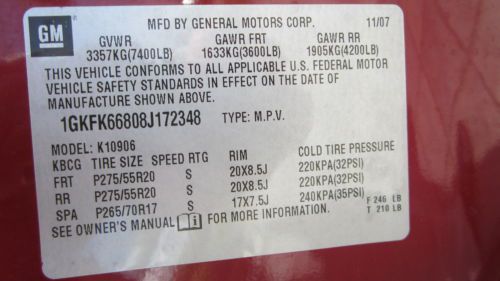 GM
MFD BY GENERAL MOTORS CORP. 11/07
GVWR GAWR FRT GAWR RR
3357KG(7400LB) 1633KG(3600LB) 1905KG(4200LB)
THIS VEHICLE CONFORMS TO ALL APPLICABLE U.S. FEDERAL MOTOR
VEHICLE SAFETY STANDARDS IN EFFECT ON THE DATE OF
MANUFACTURE SHOWN ABOVE.
1GKFK66808J172348 TYPE: M.P.V.
MODEL: K10906
KBCG TIRE SIZE SPEED RTG RIM COLD TIRE PRESSURE
FRT P275/55R20 S 20X8.5J 220KPA(32PSI)
RR P275/55R20 S 20X8.5J 220KPA(32PSI)
SPA P265/70R17 S 17X7.5J 240KPA(35PSI) F 246 LB
SEE OWNER'S MANUAL i FOR MORE INFORMATION. T 210 LB